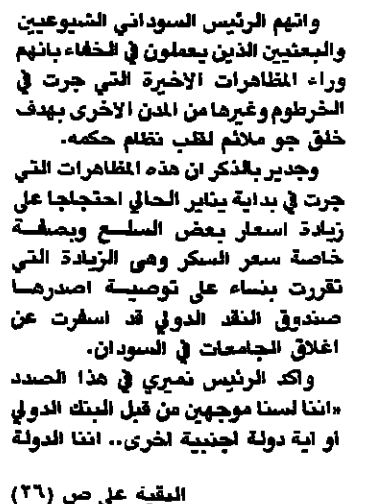 واتهم الرئيس السوداني الشيوعيين
والبعثيين الذين يعملون في الخفاء بانهم
وراء المظاهرات الاخيرة التي جرت في
الخرطوم وغيرها من المدن الاخرى بهدف
خلق جو ملائم لقلب نظام حكمه.
وجدير بالذكر ان هذه المظاهرات التي
جرت في بداية يناير الحالي احتجاجا على
زيادة اسعار بعض السلع وبصفة
خاصة سعر السكر وهى الزيادة التي
تقررت بناء على توصية اصدرها
صندوق النقد الدولي قد اسفرت عن
اغلاق الجامعات في السودان.
واكد الرئيس نميري في هذا الصدد
«اننا لسنا موجهين من قبل البنك الدولي
او اية دولة اجنبية اخرى.. اننا الدولة
البقية على ص (٢٦)